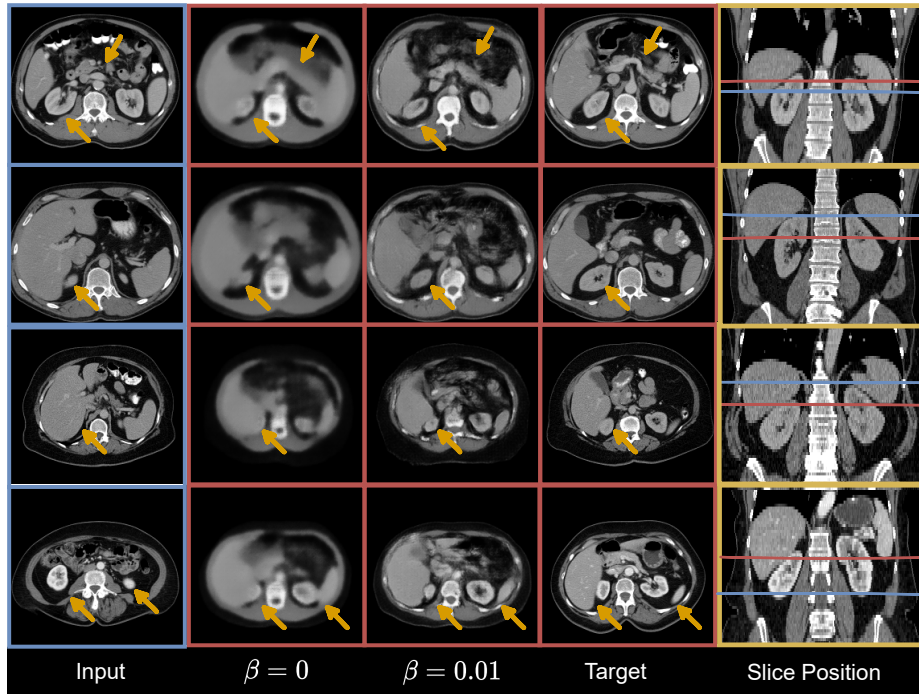 Input β = 0 β = 0.01 Target Slice Position